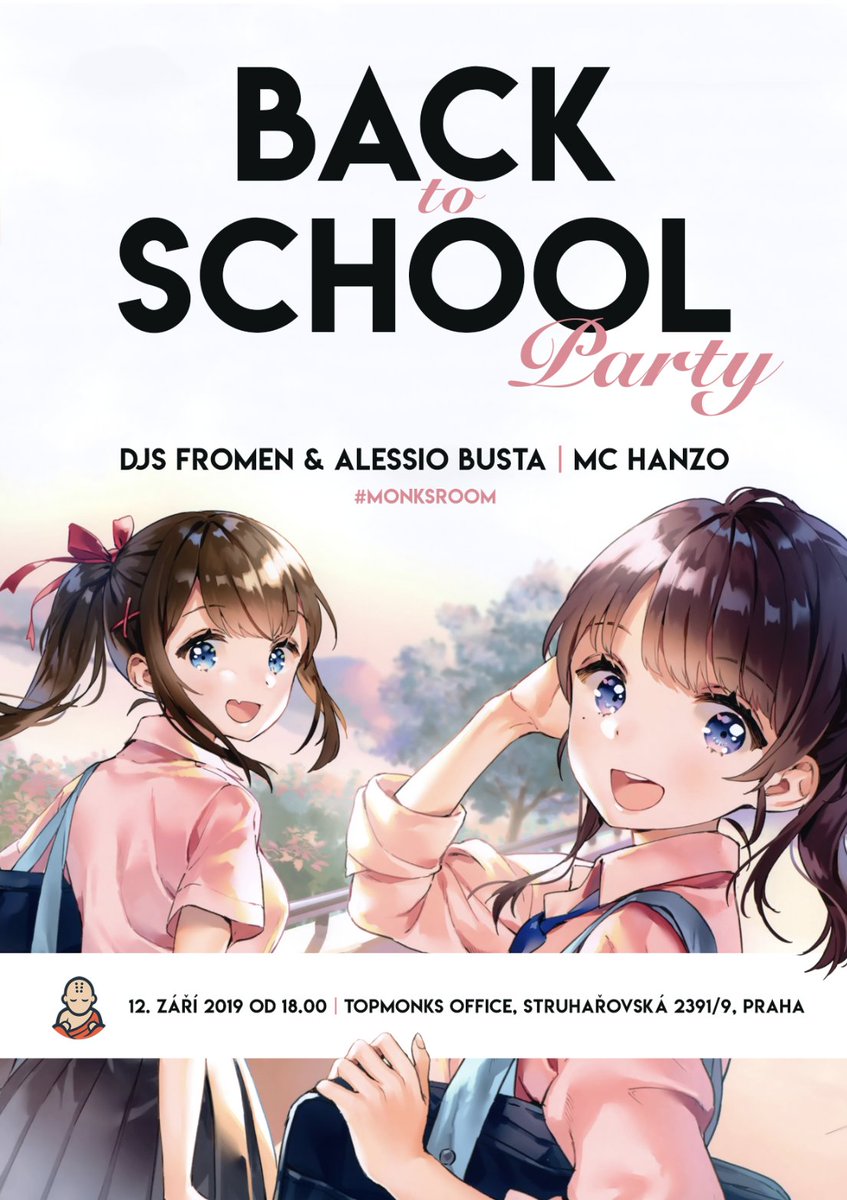 BACK
to
SCHOOL
Party
DJS FROMEN & ALESSIO BUSTA | MC HANZO
#MONKSROOM
12. ZÁŘÍ 2019 OD 18.00 | TOPMONKS OFFICE, STRUHAŘOVSKÁ 2391/9, PRAHA